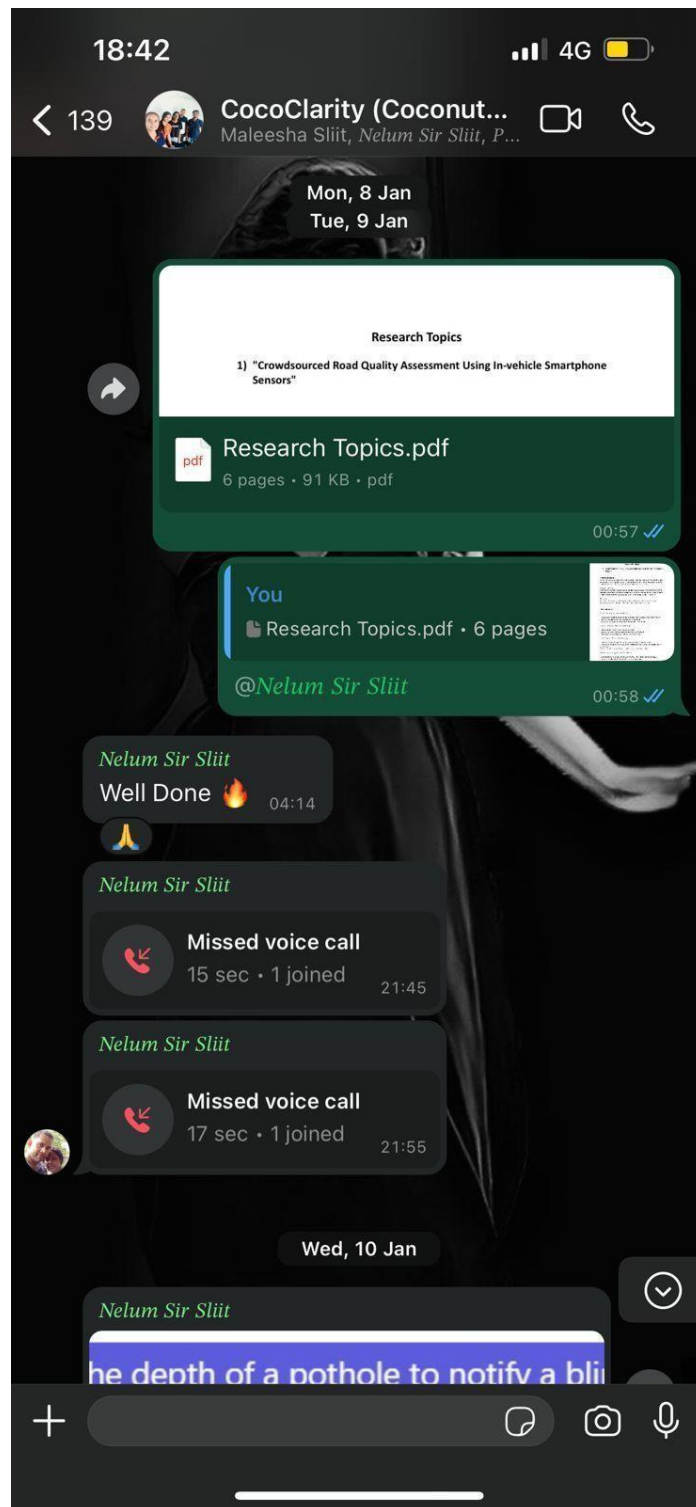 18:42
4G
139
CocoClarity (Coconut...
Maleesha Sliit, Nelum Sir Sliit, P...
Mon, 8 Jan
Tue, 9 Jan
Research Topics
1) "Crowdsourced Road Quality Assessment Using In-vehicle Smartphone
Sensors"
pdf
Research Topics.pdf
6 pages • 91 KB • pdf
00:57
You
Research Topics.pdf • 6 pages
@Nelum Sir Sliit
00:58
Nelum Sir Sliit
Well Done 🔥
04:14
🙏
Nelum Sir Sliit
Missed voice call
15 sec • 1 joined
21:45
Nelum Sir Sliit
Missed voice call
17 sec • 1 joined
21:55
Wed, 10 Jan
Nelum Sir Sliit
he depth of a pothole to notify a bli